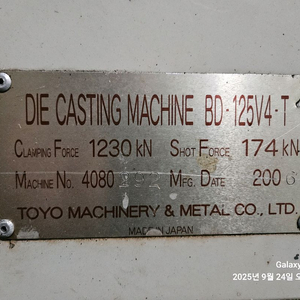 DIE CASTING MACHINE BD-125V4-T
CLAMPING FORCE 1230 kN SHOT FORCE 174 kN
MACHINE NO. 4080 MFG. DATE 2006
TOYO MACHINERY & METAL CO., LTD.
MADE IN JAPAN
Galaxy
2025년 9월 24일 오